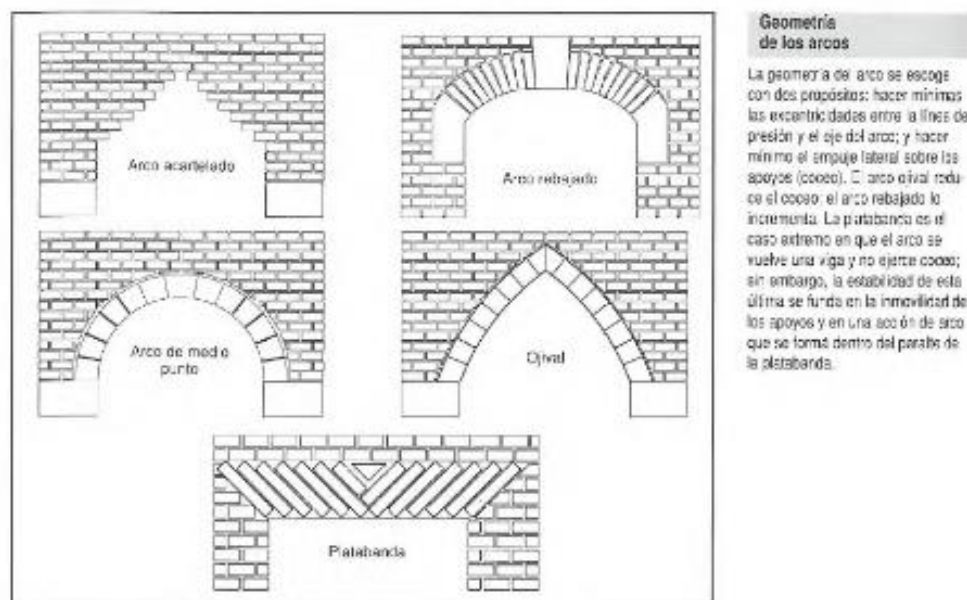 Arco acartelado
Arco rebajado
Arco de medio
punto
Ojival
Platabanda
Geometría
de los arcos
La geometría del arco se escoge
con dos propósitos: hacer mínimas
las excentricidades entre la línea de
presión y el eje del arco; y hacer
mínimo el empuje lateral sobre los
apoyos (coceo). El arco ojival redu-
ce el coceo; el arco rebajado lo
incrementa. La platabanda es el
caso extremo en que el arco se
vuelve una viga y no ejerce coceo;
sin embargo, la estabilidad de esta
última se funda en la inmovilidad de
los apoyos y en una acción de arco
que se forma dentro del peralte de
la platabanda.